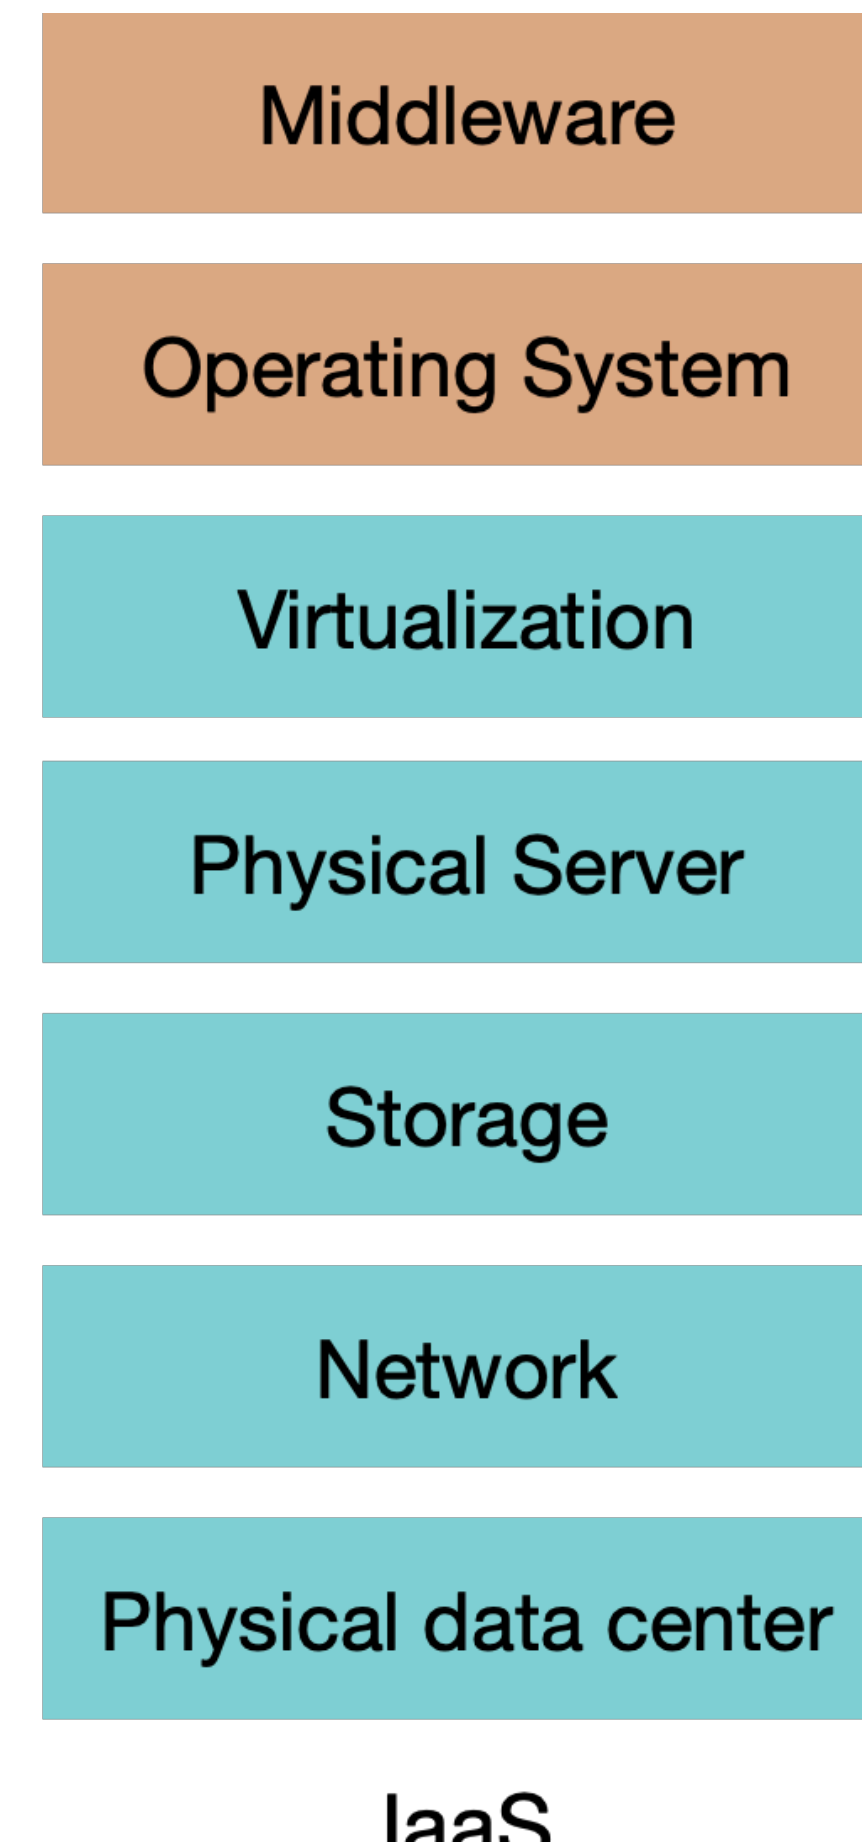 Middleware
Operating System
Virtualization
Physical Server
Storage
Network
Physical data center
IaaS